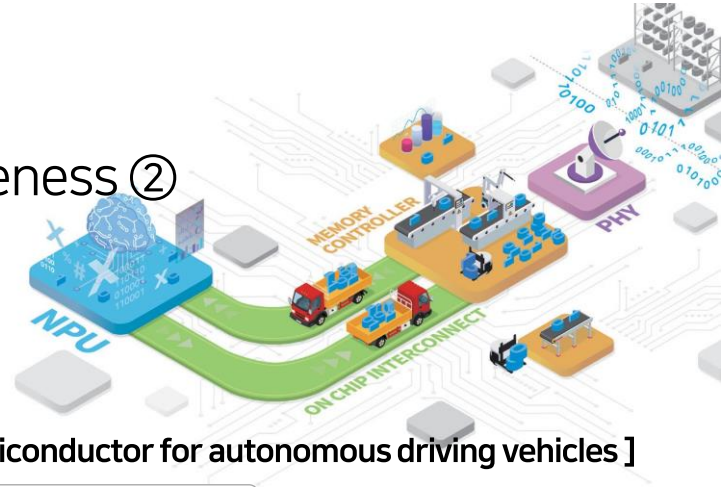 eness ②
MEMORY
CONTROLLER
PHY
NPU
ON CHIP INTERCONNECT
iconductor for autonomous driving vehicles ]